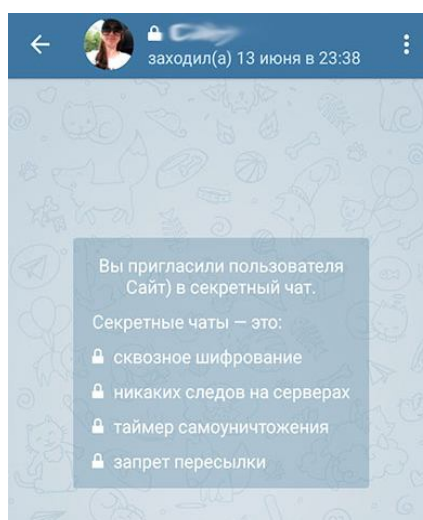 заходил(а) 13 июня в 23:38
Вы пригласили пользователя
Сайт) в секретный чат.
Секретные чаты — это:
сквозное шифрование
никаких следов на серверах
таймер самоуничтожения
запрет пересылки